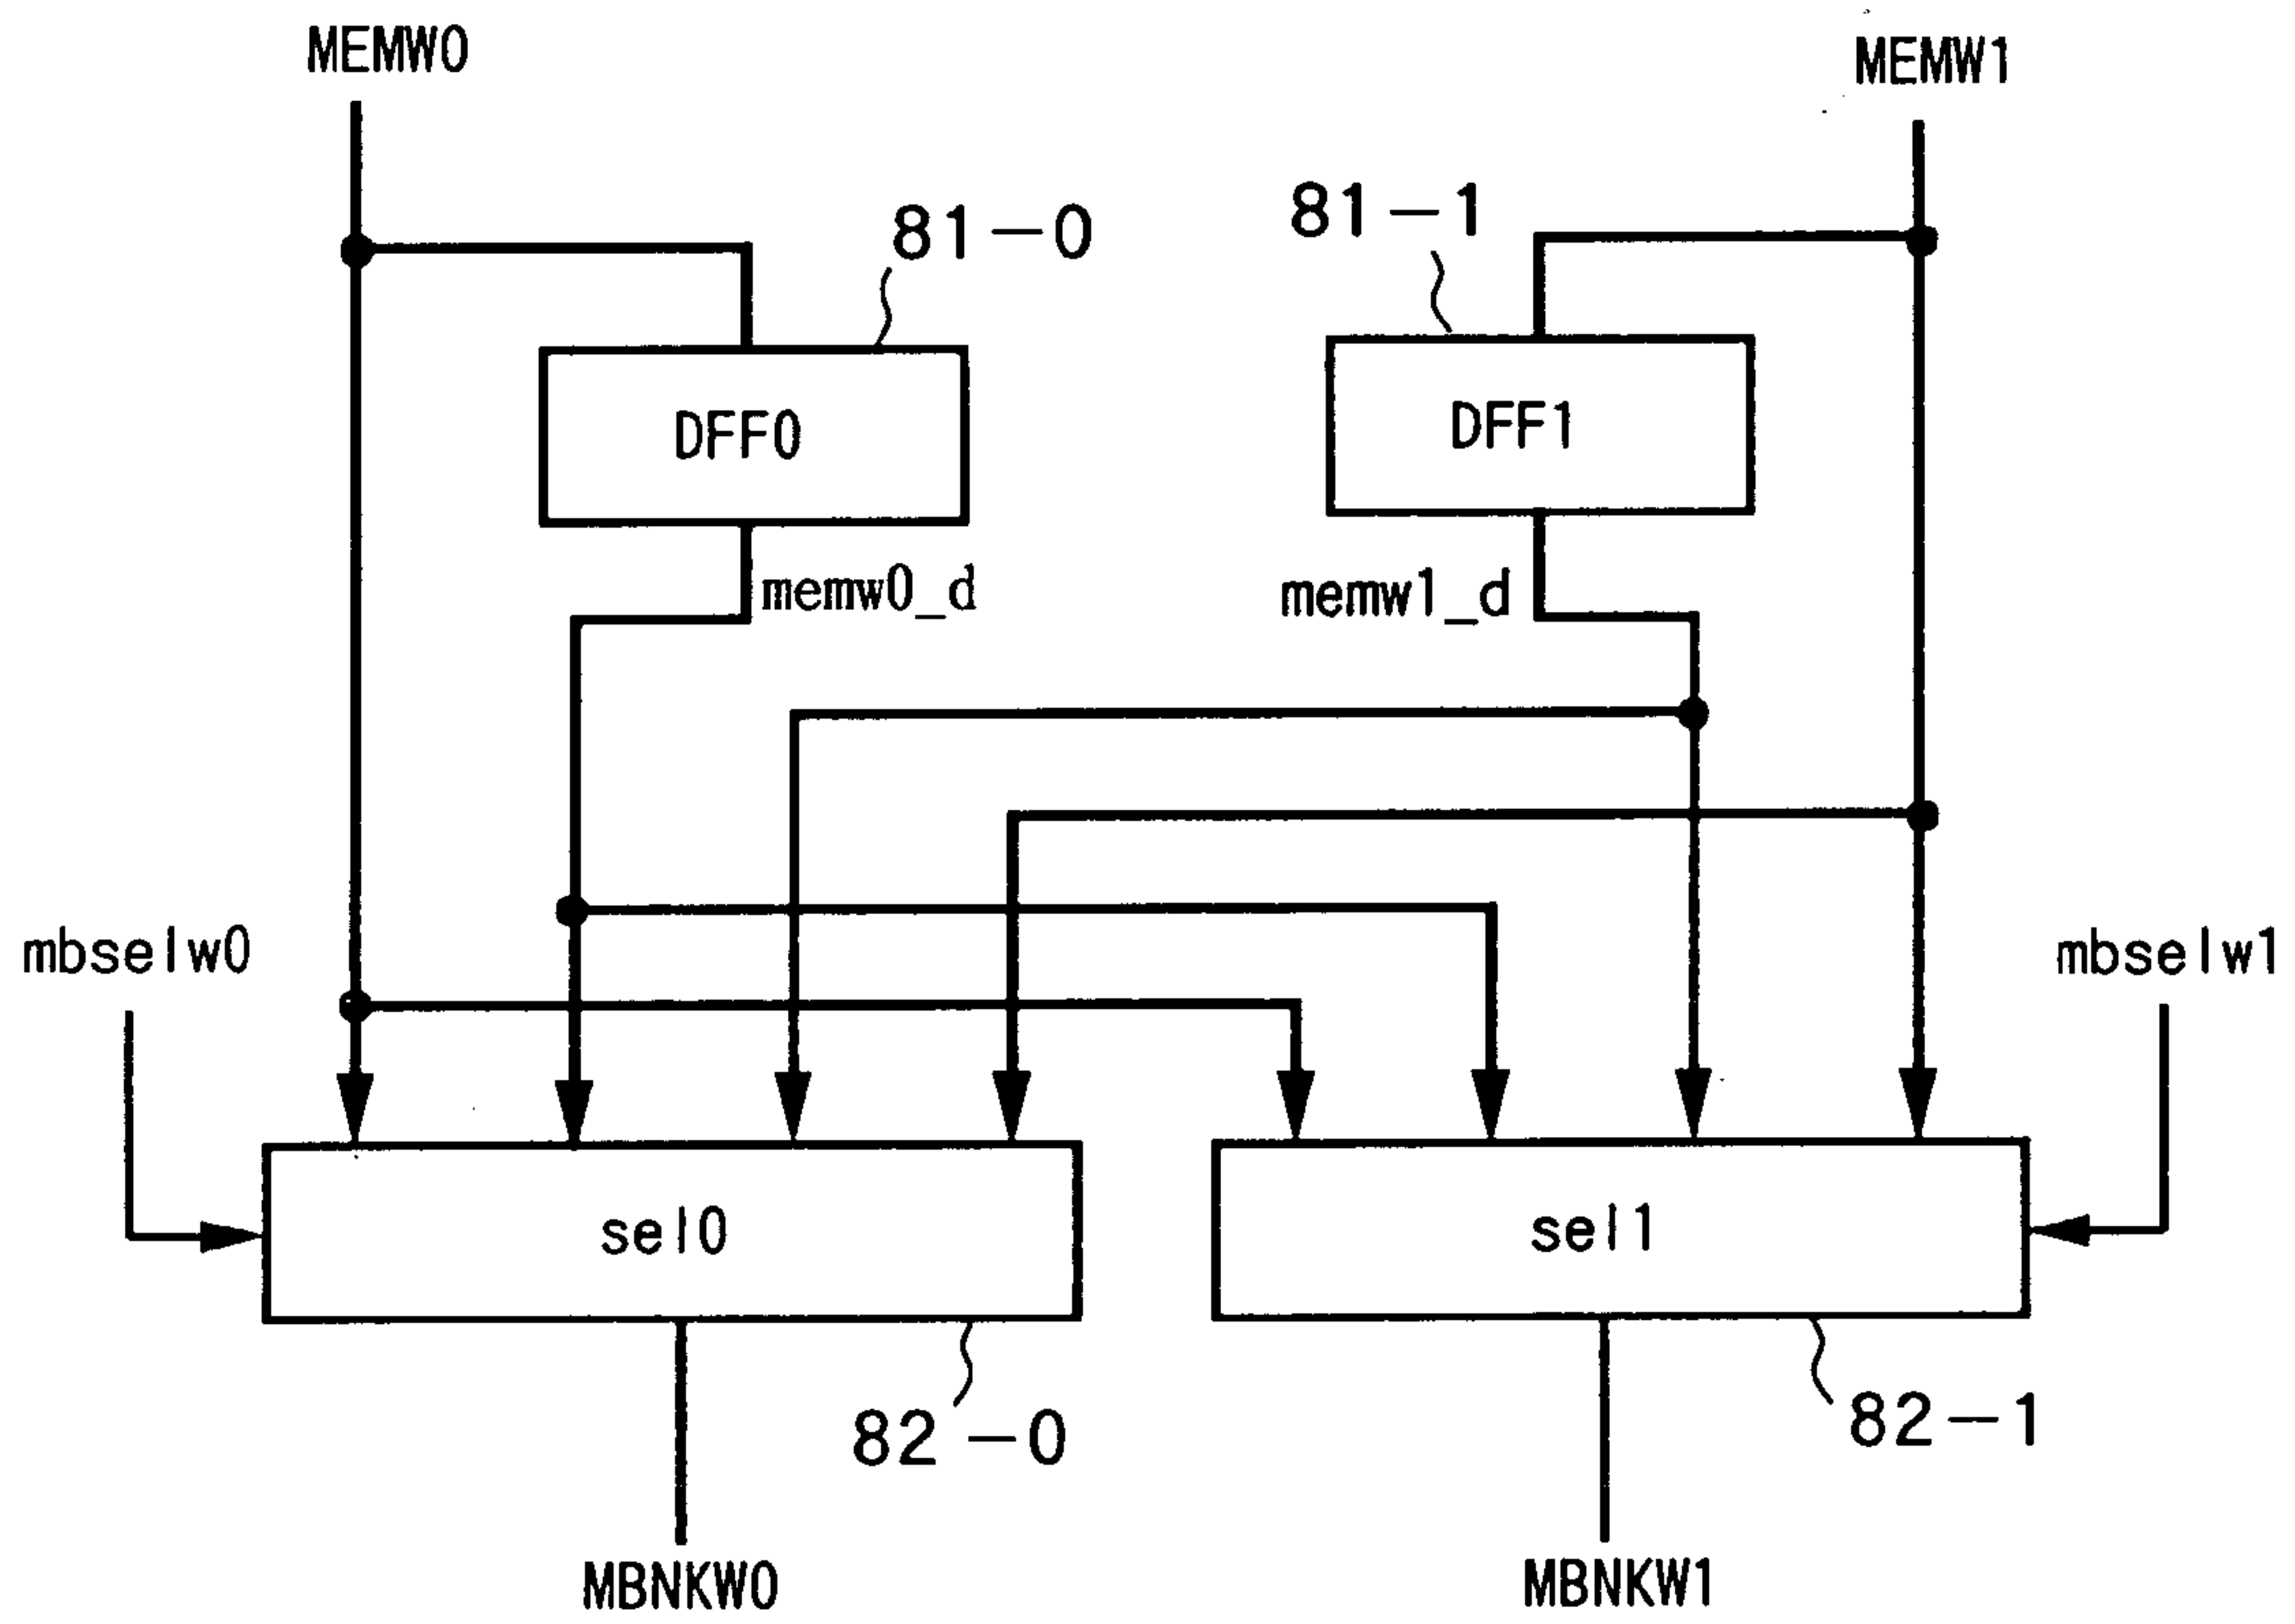 MEMW0
MEMW1
81-0
81-1
DFF0
DFF1
memw0_d
memw1_d
mbselw0
mbselw1
sel0
sel1
82-0
82-1
MBNKW0
MBNKW1